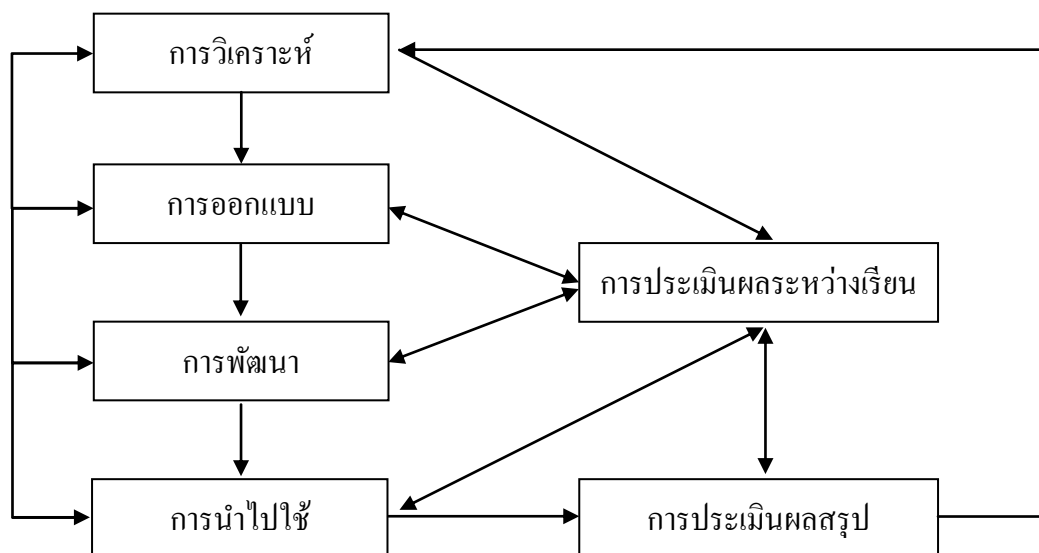 การวิเคราะห์
การออกแบบ
การประเมินผลระหว่างเรียน
การพัฒนา
การนำไปใช้
การประเมินผลสรุป